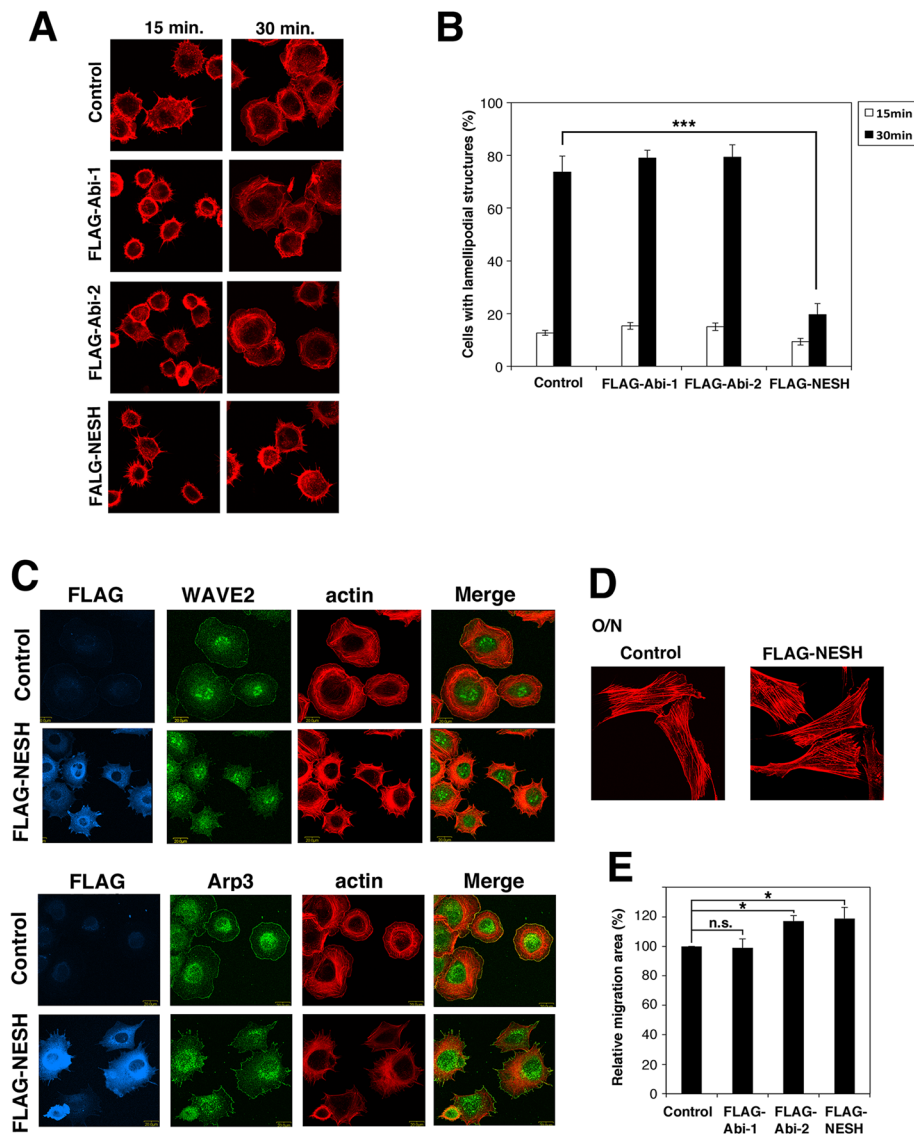 A
15 min.
30 min.
Control
FLAG-Abi-1
FLAG-Abi-2
FALG-NESH
B
Cells with lamellipodial structures (%)
100
80
60
40
20
0
***
15min
30min
Control
FLAG-Abi-1
FLAG-Abi-2
FLAG-NESH
C
FLAG
WAVE2
actin
Merge
Control
FLAG-NESH
FLAG
Arp3
actin
Merge
Control
FLAG-NESH
D
O/N
Control
FLAG-NESH
E
Relative migration area (%)
120
100
80
60
40
20
0
n.s.
*
*
Control
FLAG-
Abi-1
FLAG-
Abi-2
FLAG-
NESH